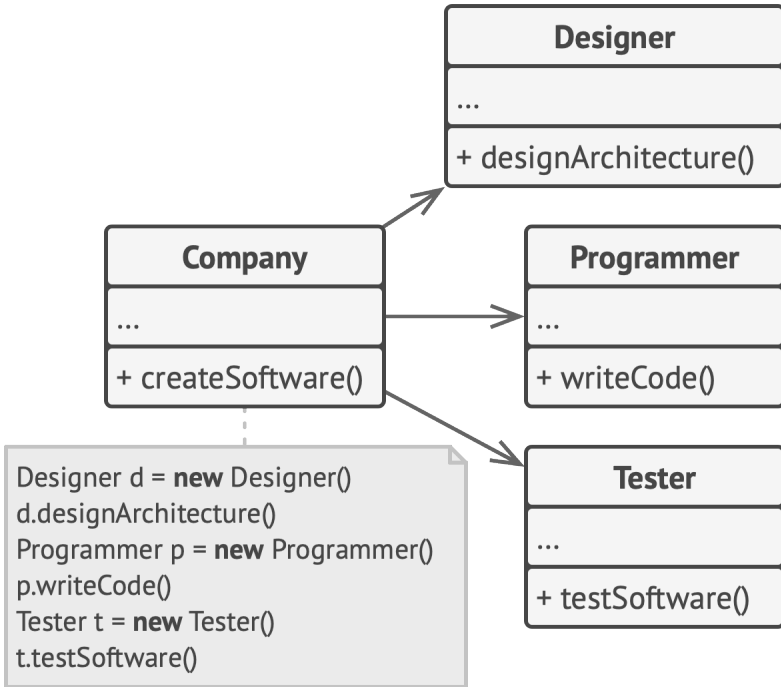 Designer
...
+ designArchitecture()
Company
...
+ createSoftware()
Programmer
...
+ writeCode()
Tester
...
+ testSoftware()
Designer d = new Designer()
d.designArchitecture()
Programmer p = new Programmer()
p.writeCode()
Tester t = new Tester()
t.testSoftware()